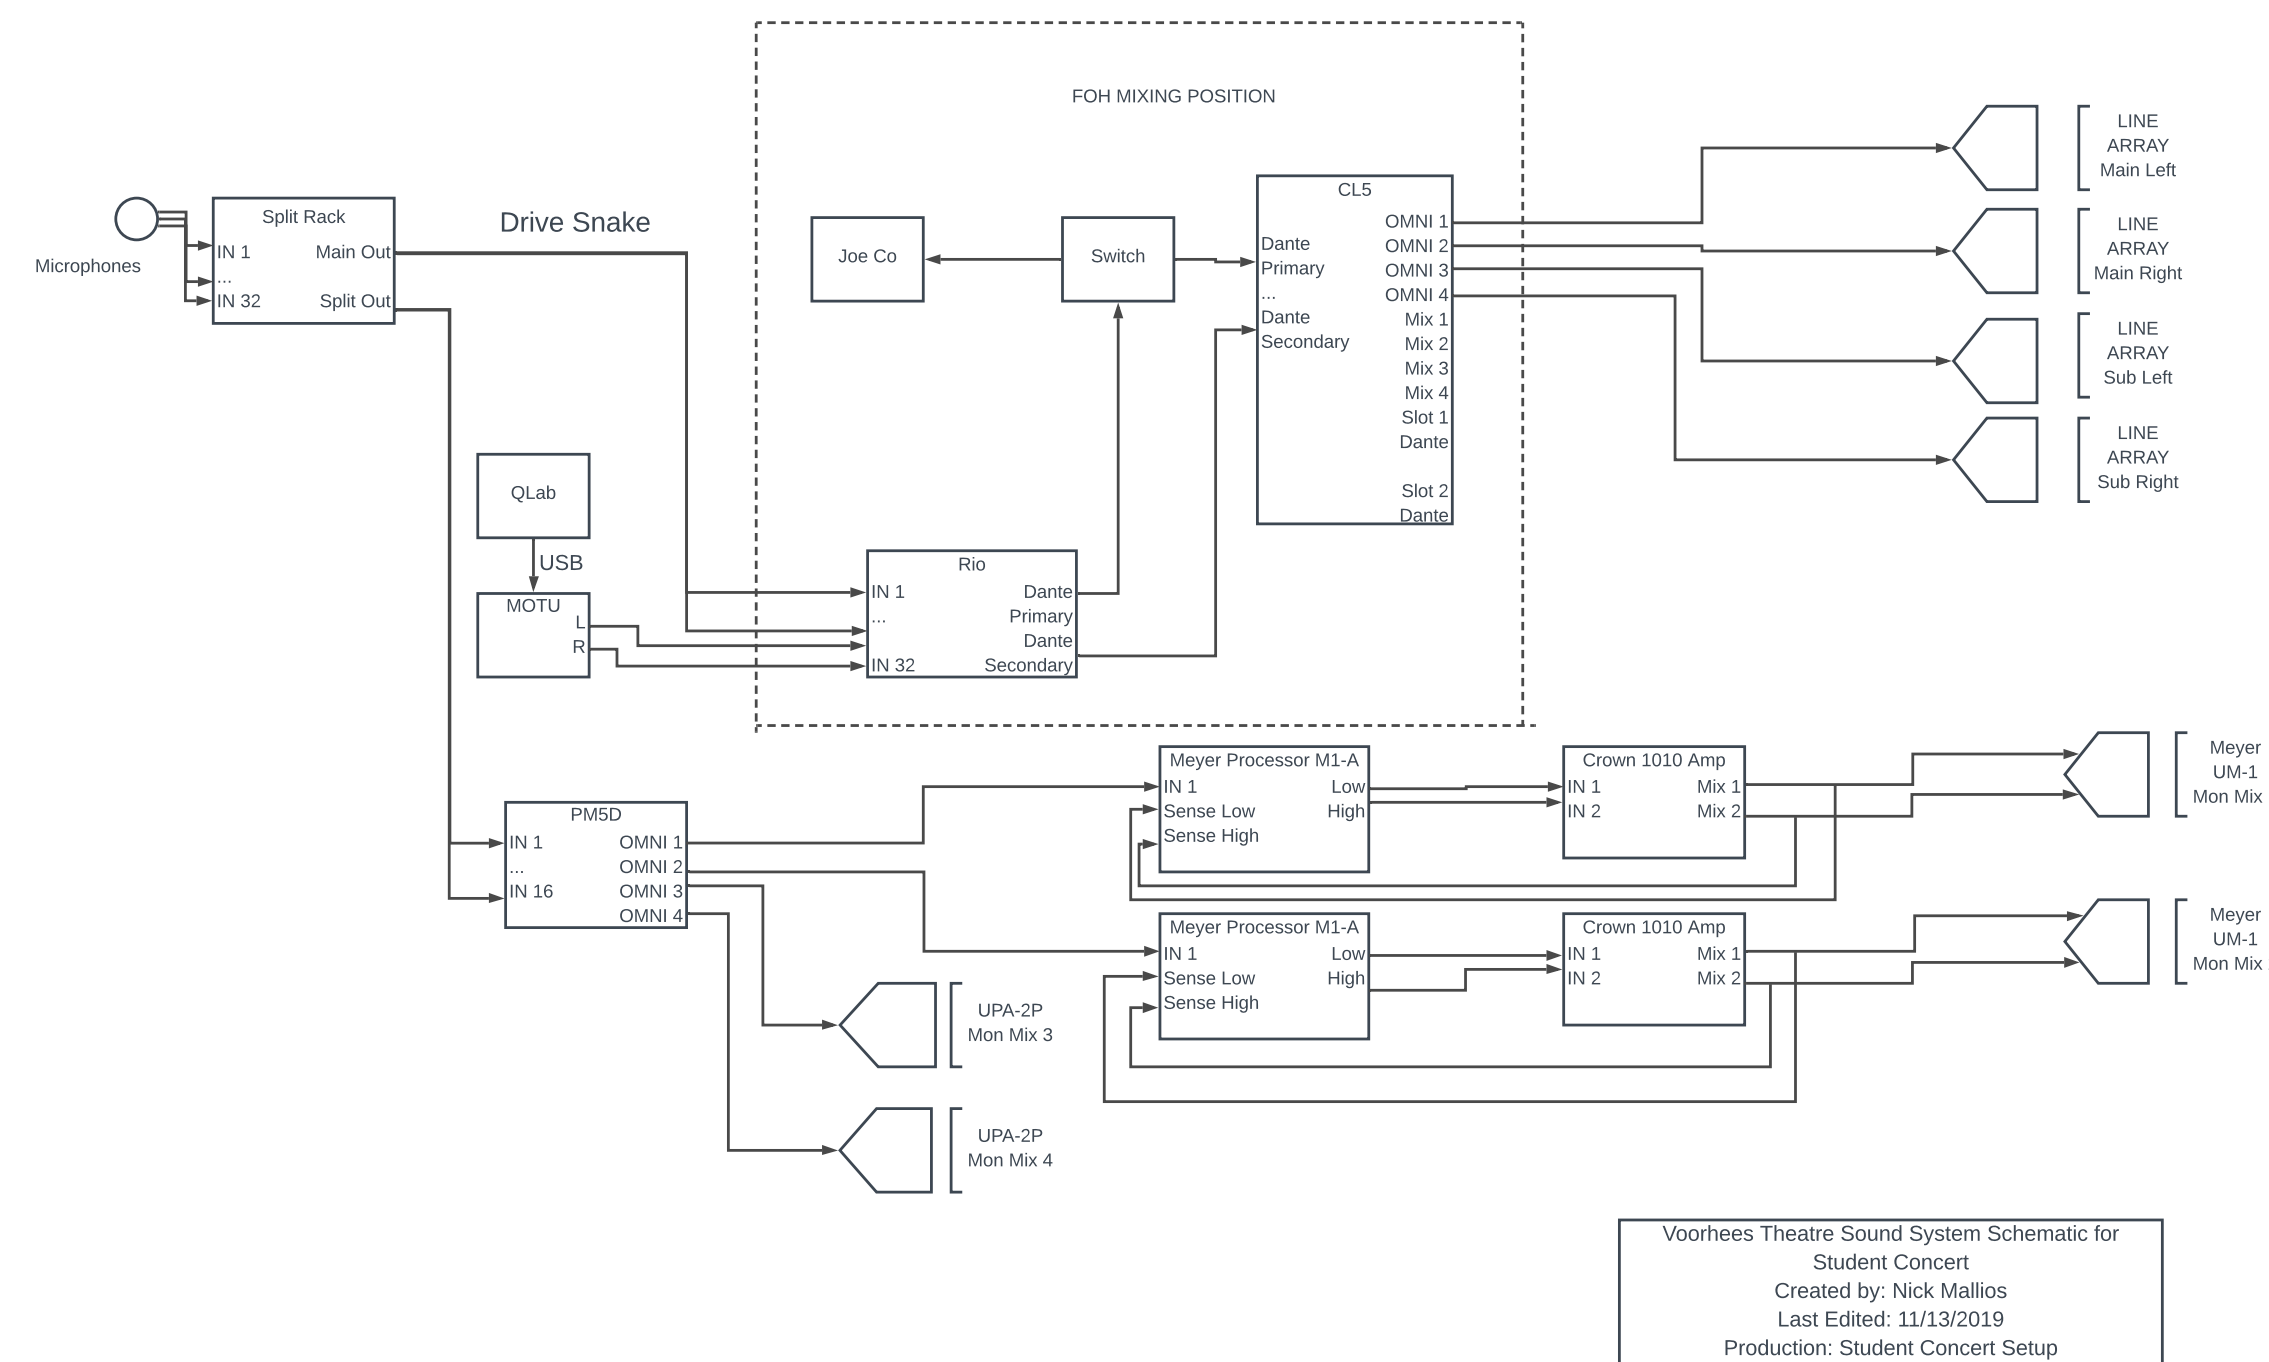 FOH MIXING POSITION
Microphones
Split Rack
IN 1
...
IN 32
Main Out
Split Out
Drive Snake
Joe Co
Switch
CL5
Dante
Primary
...
Dante
Secondary
OMNI 1
OMNI 2
OMNI 3
OMNI 4
Mix 1
Mix 2
Mix 3
Mix 4
Slot 1
Dante
Slot 2
Dante
LINE
ARRAY
Main Left
LINE
ARRAY
Main Right
LINE
ARRAY
Sub Left
LINE
ARRAY
Sub Right
QLab
USB
MOTU
L
R
Rio
IN 1
...
IN 32
Dante
Primary
Dante
Secondary
PM5D
IN 1
...
IN 16
OMNI 1
OMNI 2
OMNI 3
OMNI 4
Meyer Processor M1-A
IN 1
Sense Low
Sense High
Low
High
Crown 1010 Amp
IN 1
IN 2
Mix 1
Mix 2
Meyer
UM-1
Mon Mix
Meyer Processor M1-A
IN 1
Sense Low
Sense High
Low
High
Crown 1010 Amp
IN 1
IN 2
Mix 1
Mix 2
Meyer
UM-1
Mon Mix
UPA-2P
Mon Mix 3
UPA-2P
Mon Mix 4
Voorhees Theatre Sound System Schematic for
Student Concert
Created by: Nick Mallios
Last Edited: 11/13/2019
Production: Student Concert Setup